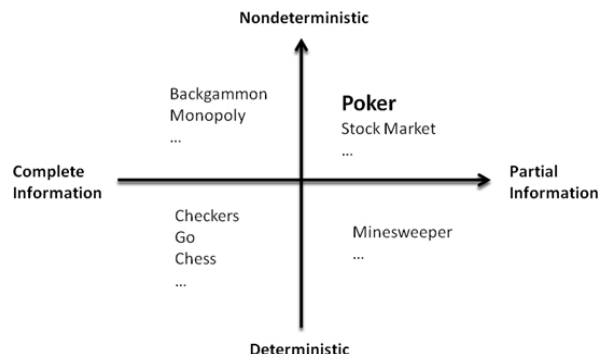 Nondeterministic
Backgammon
Monopoly
...
Poker
Stock Market
...
Complete
Information
Partial
Information
Checkers
Go
Chess
...
Minesweeper
...
Deterministic